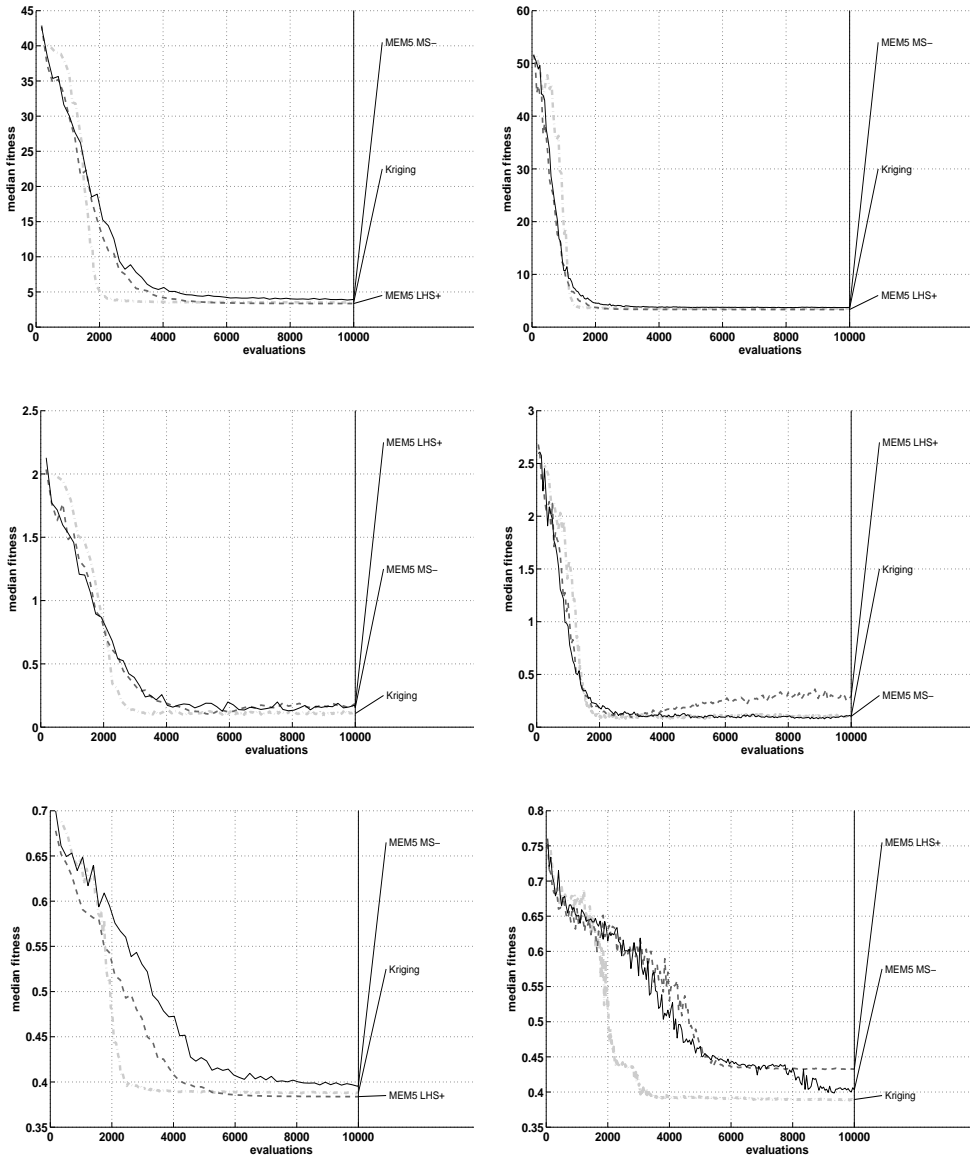 45
40
35
30
25
20
15
10
5
0
0 2000 4000 6000 8000 10000
evaluations
median fitness
MEM5 MS–
Kriging
MEM5 LHS+
60
50
40
30
20
10
0
0 2000 4000 6000 8000 10000
evaluations
median fitness
MEM5 MS–
Kriging
MEM5 LHS+
2.5
2
1.5
1
0.5
0
0 2000 4000 6000 8000 10000
evaluations
median fitness
MEM5 LHS+
MEM5 MS–
Kriging
3
2.5
2
1.5
1
0.5
0
0 2000 4000 6000 8000 10000
evaluations
median fitness
MEM5 LHS+
Kriging
MEM5 MS–
0.7
0.65
0.6
0.55
0.5
0.45
0.4
0.35
0 2000 4000 6000 8000 10000
evaluations
median fitness
MEM5 MS–
Kriging
MEM5 LHS+
0.8
0.75
0.7
0.65
0.6
0.55
0.5
0.45
0.4
0.35
0 2000 4000 6000 8000 10000
evaluations
median fitness
MEM5 LHS+
MEM5 MS–
Kriging